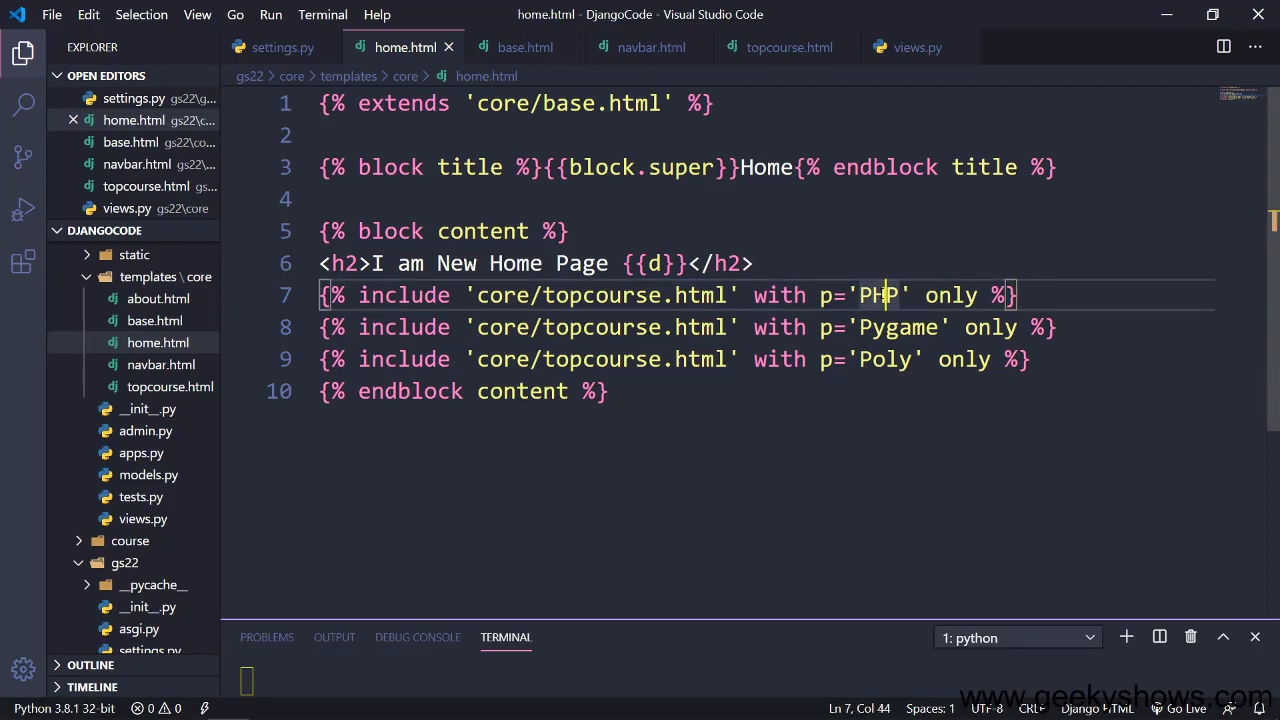 File Edit Selection View Go Run Terminal Help home.html - DjangoCode - Visual Studio Code
EXPLORER
settings.py home.html base.html navbar.html topcourse.html views.py
OPEN EDITORS
settings.py gs22\g...
home.html gs22\c...
base.html gs22\co...
navbar.html gs22\...
topcourse.html gs...
views.py gs22\core
DJANGOCODE
static
templates \ core
about.html
base.html
home.html
navbar.html
topcourse.html
__init__.py
admin.py
apps.py
models.py
tests.py
views.py
course
gs22
__pycache__
__init__.py
asgi.py
settings.py
OUTLINE
TIMELINE
gs22 > core > templates > core > home.html
1 {% extends 'core/base.html' %}
2
3 {% block title %}{{block.super}}Home{% endblock title %}
4
5 {% block content %}
6 <h2>I am New Home Page {{d}}</h2>
7 {% include 'core/topcourse.html' with p='PHP' only %}
8 {% include 'core/topcourse.html' with p='Pygame' only %}
9 {% include 'core/topcourse.html' with p='Poly' only %}
10 {% endblock content %}
PROBLEMS OUTPUT DEBUG CONSOLE TERMINAL 1: python
www.geekyshows.com
Python 3.8.1 32-bit 0 0 Ln 7, Col 44 Spaces: 1 UTF-8 CRLF Django HTML Go Live